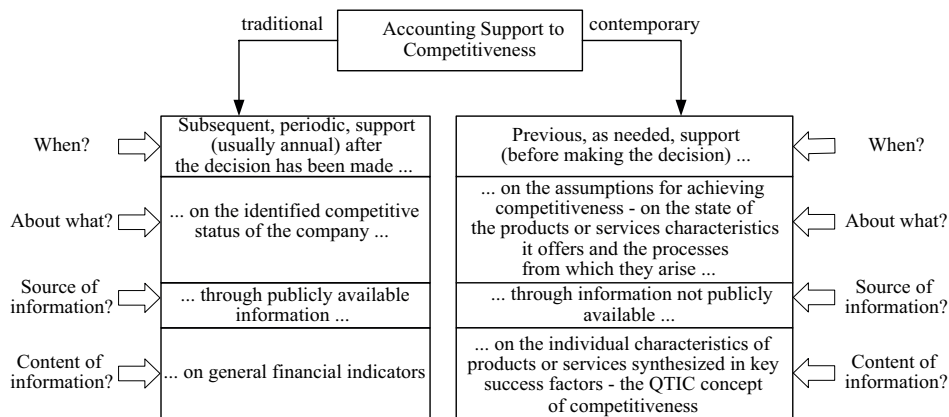 traditional
Accounting Support to
Competitiveness
contemporary
When?
Subsequent, periodic, support
(usually annual) after
the decision has been made ...
Previous, as needed, support
(before making the decision) ...
When?
About what?
... on the identified competitive
status of the company ...
... on the assumptions for achieving
competitiveness - on the state of
the products or services characteristics
it offers and the processes
from which they arise ...
About what?
Source of
information?
... through publicly available
information ...
... through information not publicly
available ...
Source of
information?
Content of
information?
... on general financial indicators
... on the individual characteristics of
products or services synthesized in key
success factors - the QTIC concept
of competitiveness
Content of
information?